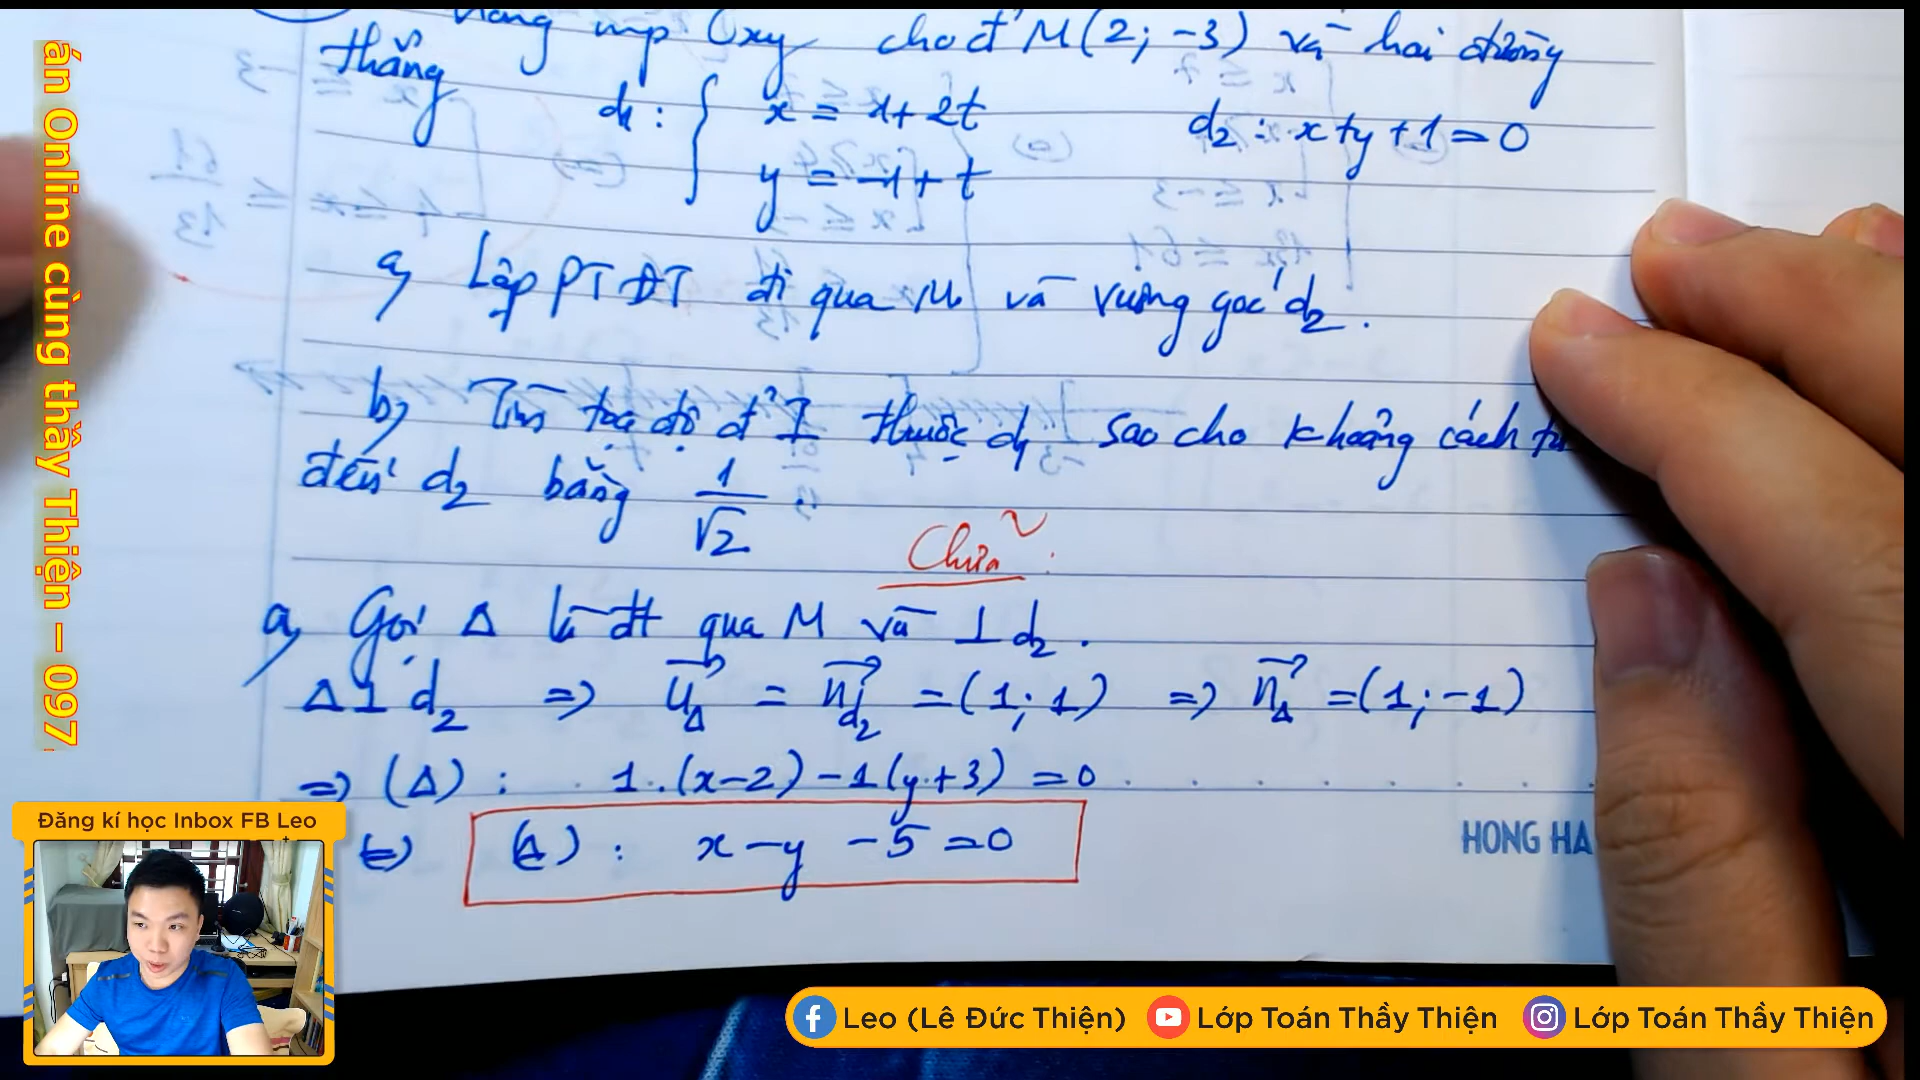 mp Oxy cho đ' M(2; -3) và hai đường
thẳng
d1 : { x = 1 + 2t
y = -1 + t
d2 : x + y + 1 = 0
a, Lập PT ĐT đi qua M và vuông góc d2.
b, Tìm tọa độ đ' I thuộc d1 sao cho khoảng cách từ
đến d2 bằng 1/√2.
Chữa :
a, Gọi Δ là đt qua M và ⊥ d2.
Δ ⊥ d2 => u⃗Δ = n⃗d2 = (1; 1) => n⃗Δ = (1; -1)
=> (Δ) : 1.(x-2) - 1(y+3) = 0
<=> (Δ) : x - y - 5 = 0
HONG HA
án Online cùng thầy Thiện – 097
Đăng kí học Inbox FB Leo
Leo (Lê Đức Thiện) Lớp Toán Thầy Thiện Lớp Toán Thầy Thiện